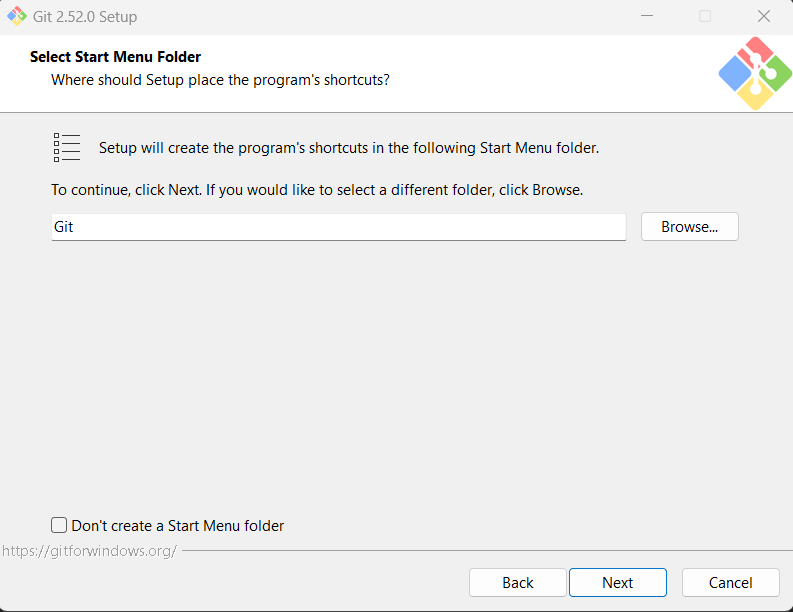 Git 2.52.0 Setup
Select Start Menu Folder
Where should Setup place the program's shortcuts?
Setup will create the program's shortcuts in the following Start Menu folder.
To continue, click Next. If you would like to select a different folder, click Browse.
Git
Browse...
Don't create a Start Menu folder
https://gitforwindows.org/
Back
Next
Cancel